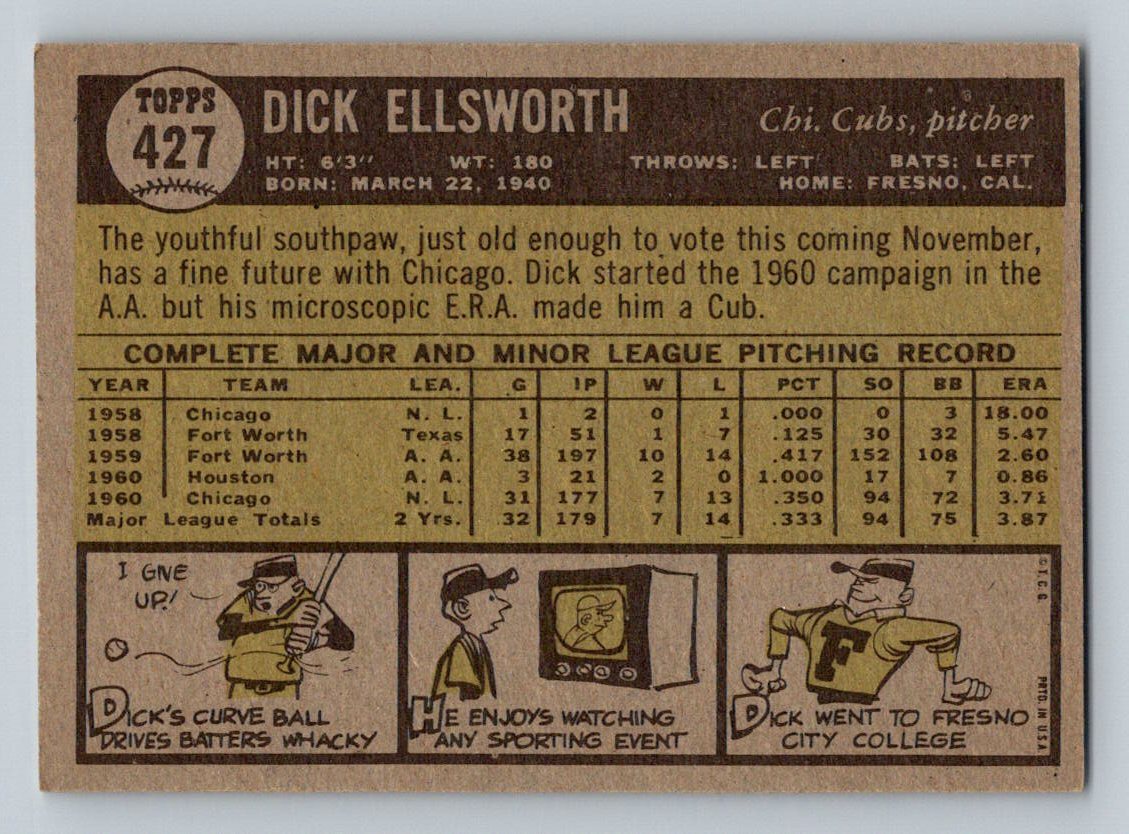 TOPPS
427
DICK ELLSWORTH
Chi. Cubs, pitcher
HT: 6'3" WT: 180 THROWS: LEFT BATS: LEFT
BORN: MARCH 22, 1940 HOME: FRESNO, CAL.
The youthful southpaw, just old enough to vote this coming November,
has a fine future with Chicago. Dick started the 1960 campaign in the
A.A. but his microscopic E.R.A. made him a Cub.
COMPLETE MAJOR AND MINOR LEAGUE PITCHING RECORD
YEAR TEAM LEA. G IP W L PCT SO BB ERA
1958 Chicago N. L. 1 2 0 1 .000 0 3 18.00
1958 Fort Worth Texas 17 51 1 7 .125 30 32 5.47
1959 Fort Worth A. A. 38 197 10 14 .417 152 108 2.60
1960 Houston A. A. 3 21 2 0 1.000 17 7 0.86
1960 Chicago N. L. 31 177 7 13 .350 94 72 3.71
Major League Totals 2 Yrs. 32 179 7 14 .333 94 75 3.87
I GIVE
UP!
DICK'S CURVE BALL
DRIVES BATTERS WHACKY
HE ENJOYS WATCHING
ANY SPORTING EVENT
F
DICK WENT TO FRESNO
CITY COLLEGE
© T.C.G. PRTD. IN U.S.A.